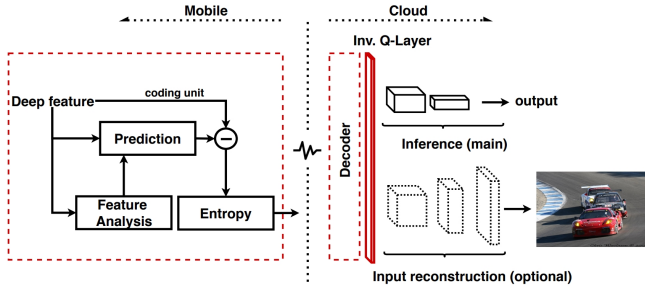 Mobile
Cloud
Inv. Q-Layer
Deep feature
coding unit
Prediction
Feature
Analysis
Entropy
Decoder
output
Inference (main)
Input reconstruction (optional)